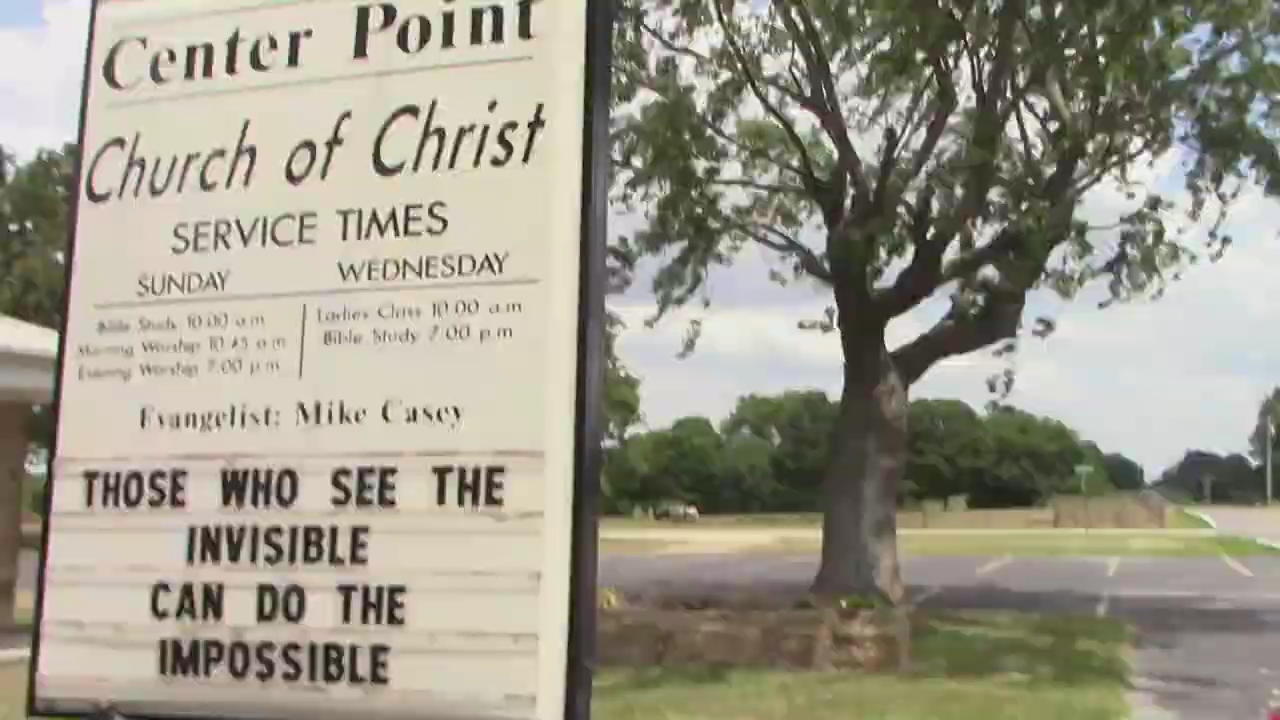 Center Point
Church of Christ
SERVICE TIMES
SUNDAY
Bible Study 10:00 a.m
Morning Worship 10:45 a.m
Evening Worship 7:00 p.m
WEDNESDAY
Ladies Class 10:00 a.m
Bible Study 7:00 p.m
Evangelist: Mike Casey
THOSE WHO SEE THE
INVISIBLE
CAN DO THE
IMPOSSIBLE